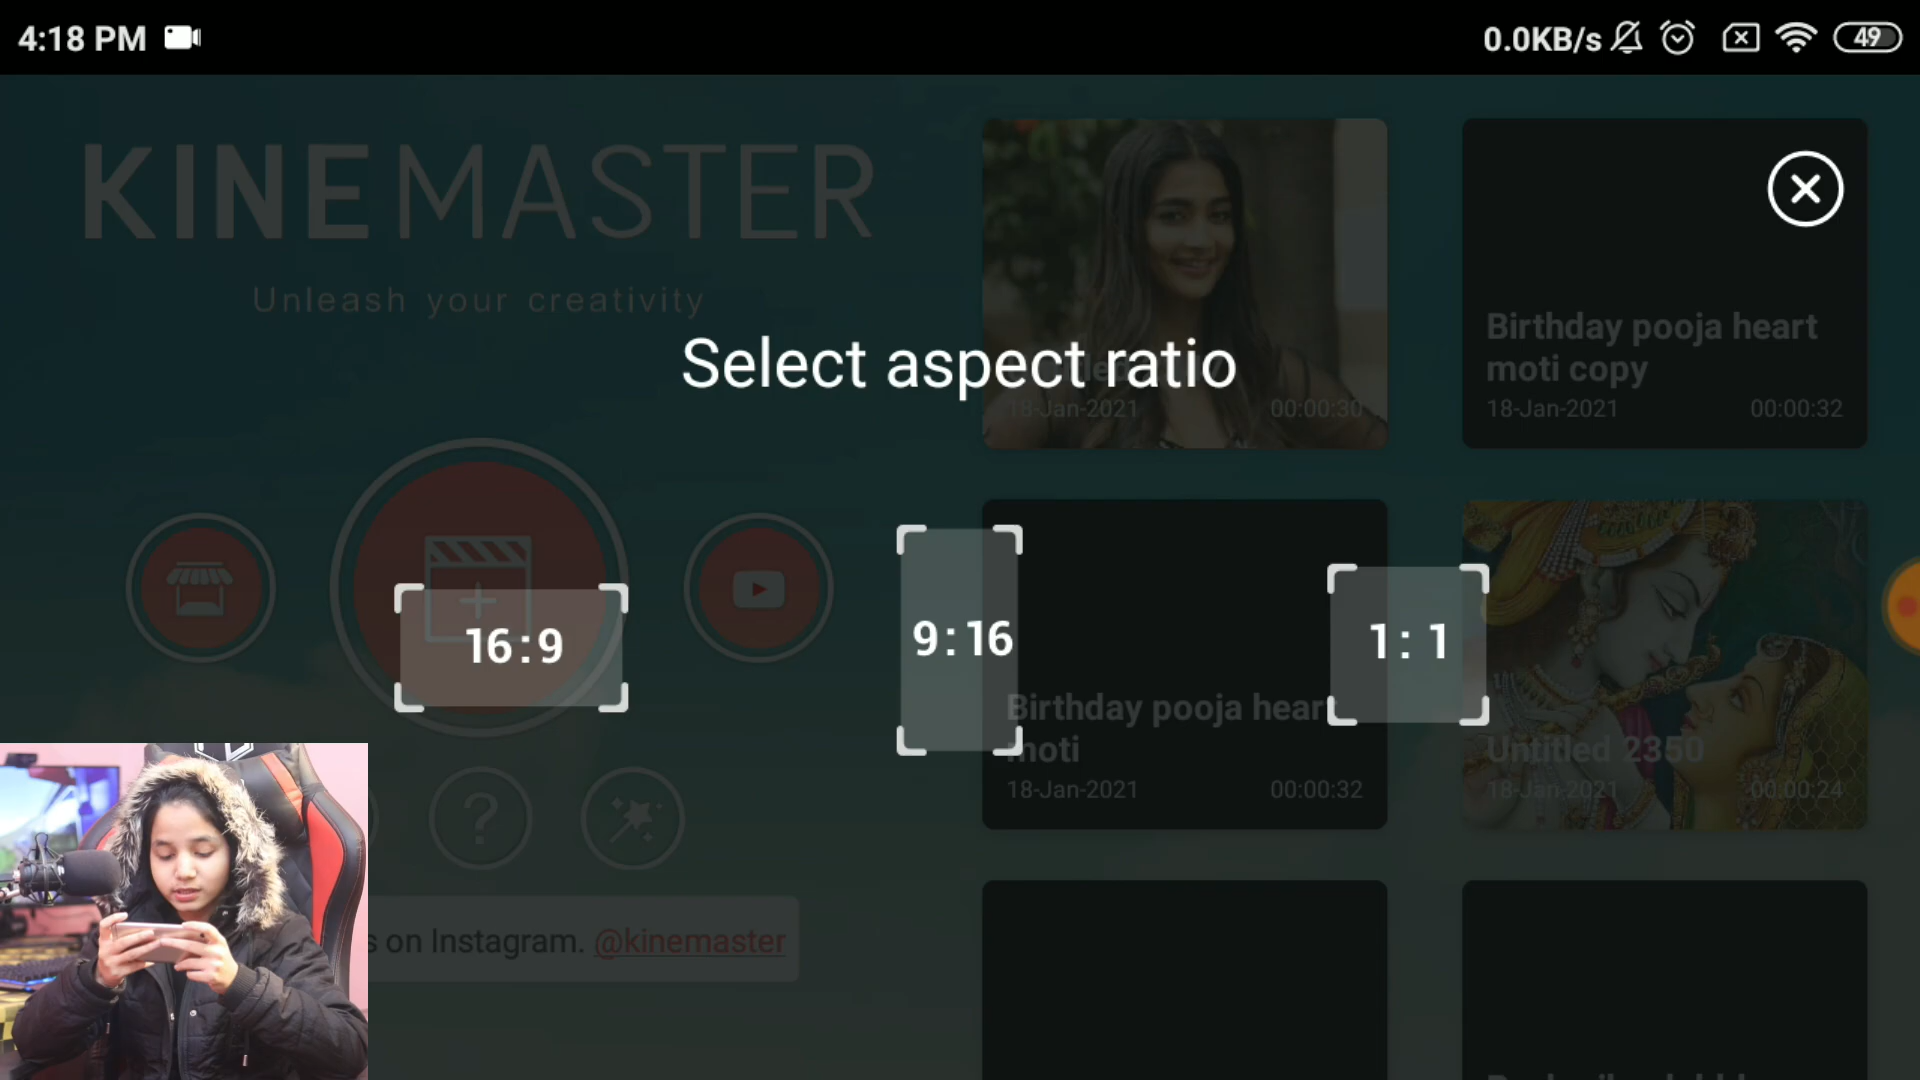 4:18 PM
0.0KB/s
49
KINEMASTER
Unleash your creativity
Select aspect ratio
18-Jan-2021 00:00:30
Birthday pooja heart
moti copy
18-Jan-2021 00:00:32
16:9
9:16
1:1
Birthday pooja heart
moti
18-Jan-2021 00:00:32
Untitled 2350
18-Jan-2021 00:00:24
s on Instagram. @kinemaster